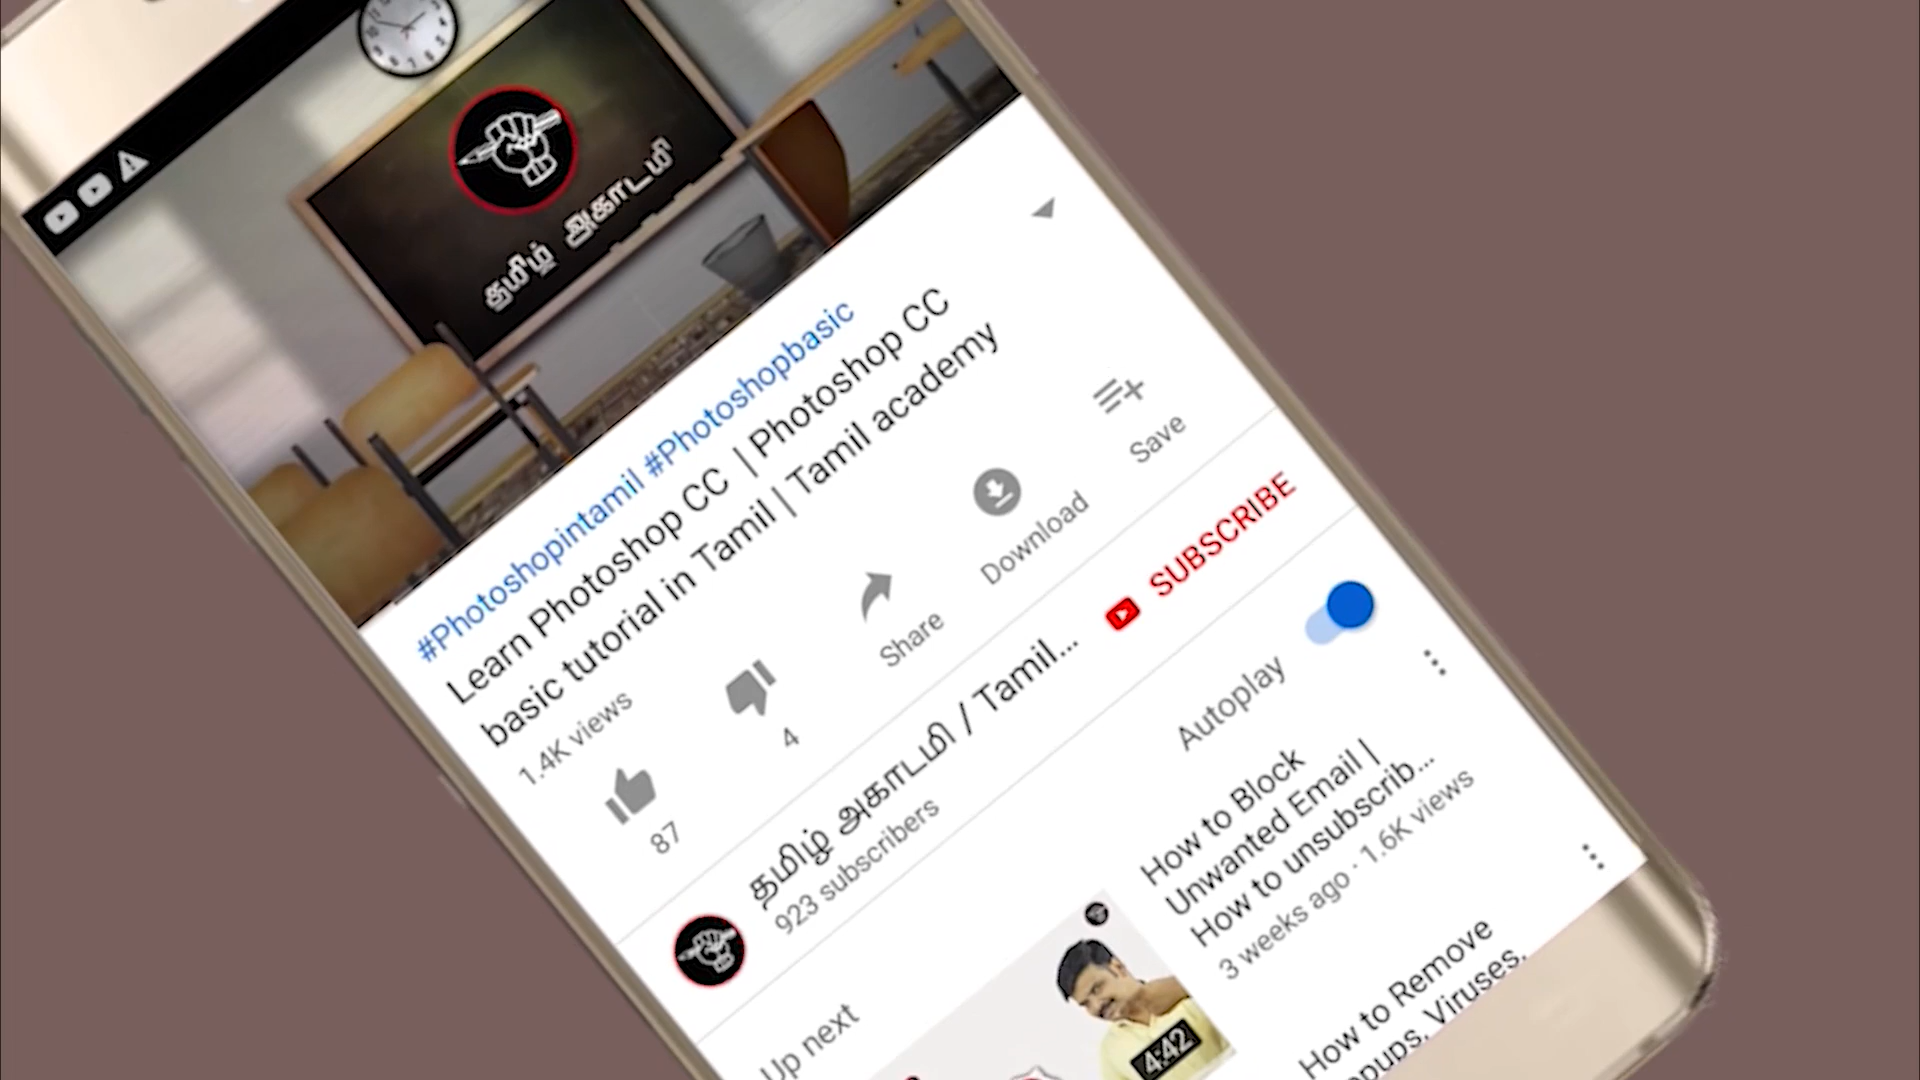 தமிழ் அகாடமி
#Photoshopintamil #Photoshopbasic
Learn Photoshop CC | Photoshop CC
basic tutorial in Tamil | Tamil academy
1.4K views
87
4
Share
Download
Save
தமிழ் அகாடமி / Tamil...
923 subscribers
SUBSCRIBE
Up next
Autoplay
How to Block
Unwanted Email |
How to unsubscrib...
3 weeks ago · 1.6K views
4:42
How to Remove
Viruses,